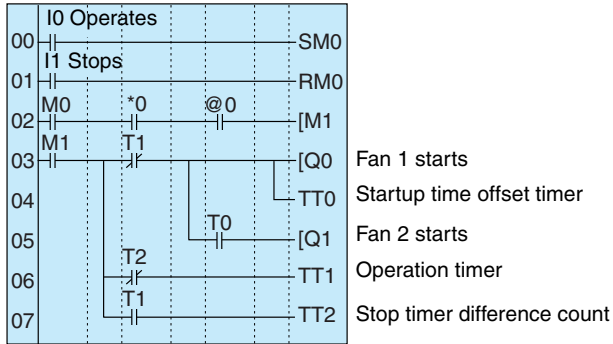 I0 Operates
00 SM0
I1 Stops
01 RM0
M0 *0 @0
02 [M1
M1 T1
03 [Q0 Fan 1 starts
04 TT0 Startup time offset timer
T0
05 [Q1 Fan 2 starts
T2
06 TT1 Operation timer
T1
07 TT2 Stop timer difference count